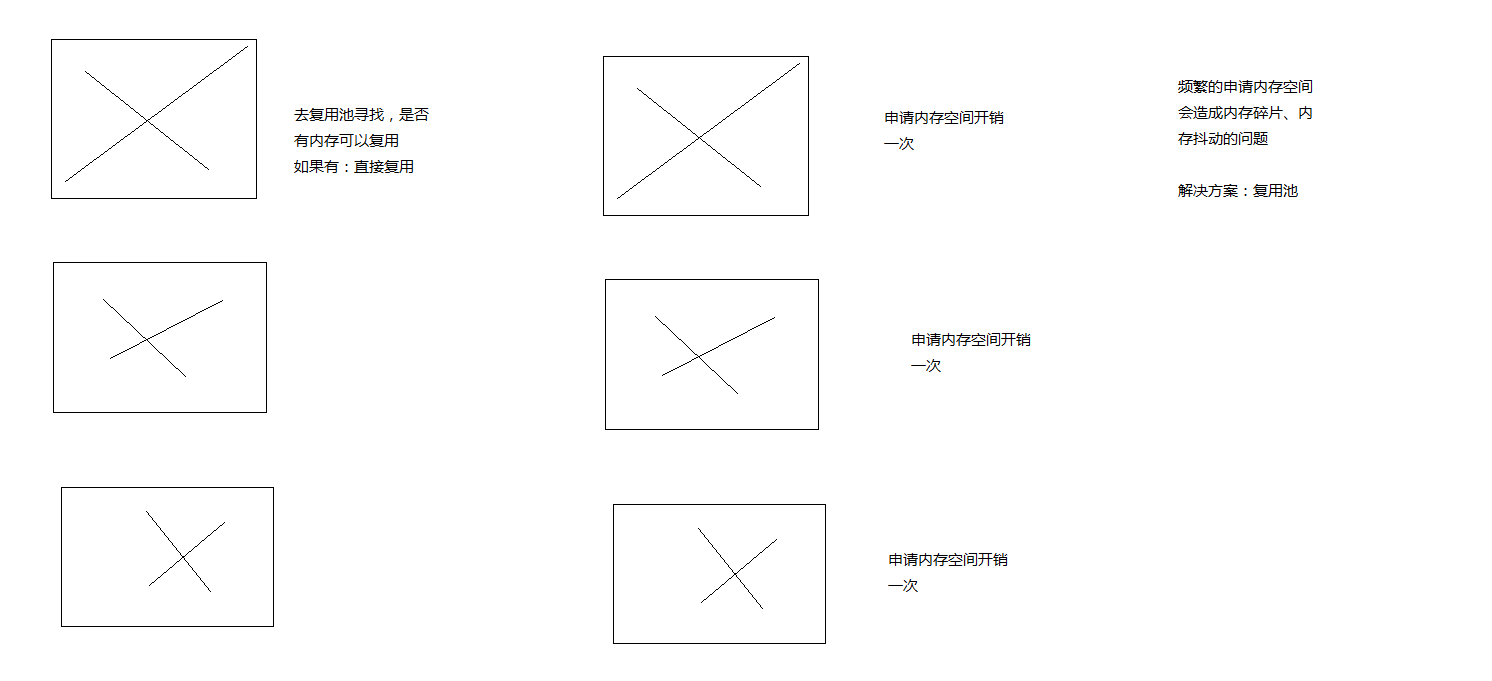 去复用池寻找，是否
有内存可以复用
如果有：直接复用
申请内存空间开销
一次
频繁的申请内存空间
会造成内存碎片、内
存抖动的问题
解决方案：复用池
申请内存空间开销
一次
申请内存空间开销
一次